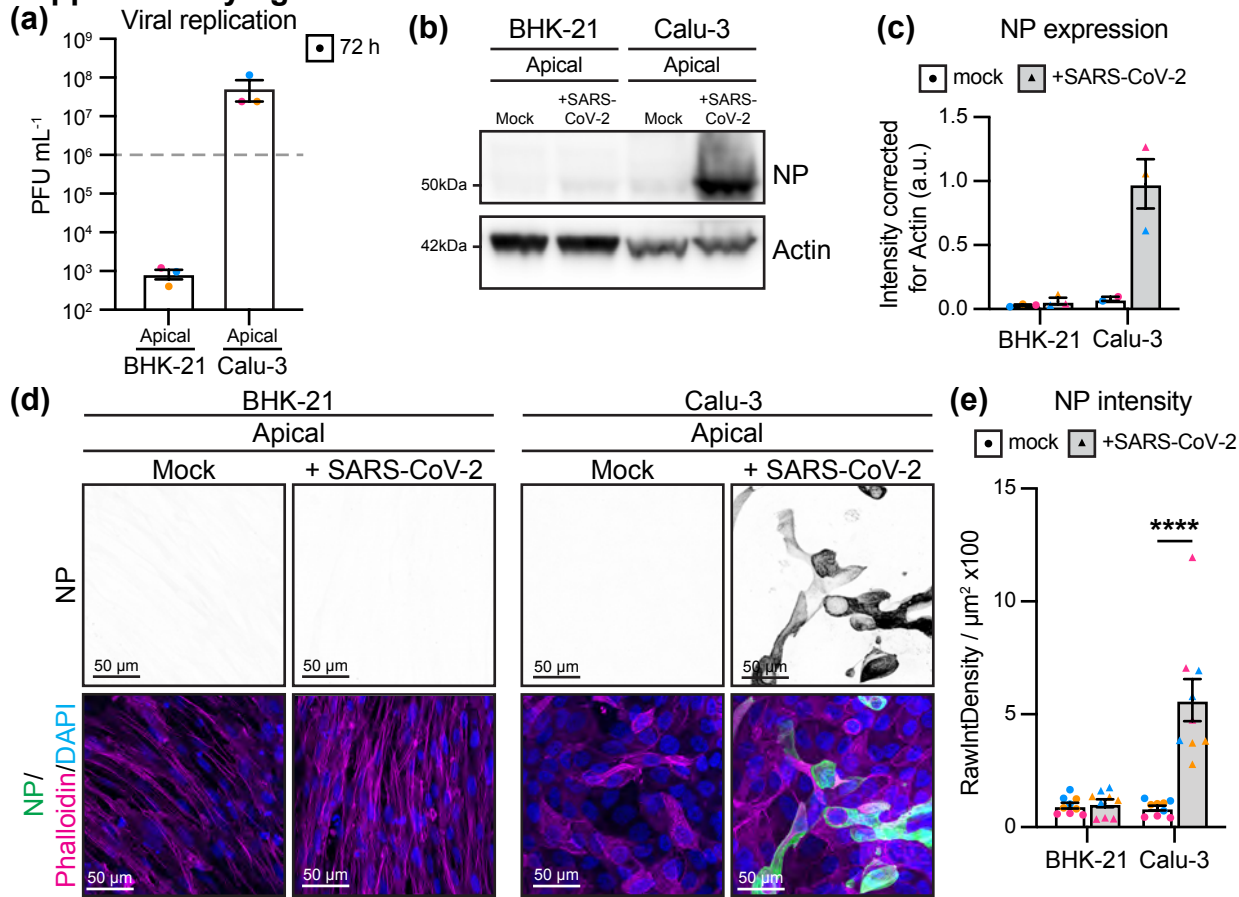 (a)
Viral replication
72 h
PFU mL⁻¹
10⁹
10⁸
10⁷
10⁶
10⁵
10⁴
10³
10²
Apical Apical
BHK-21 Calu-3
(b)
BHK-21 Calu-3
Apical Apical
Mock +SARS-CoV-2 Mock +SARS-CoV-2
50kDa NP
42kDa Actin
(c)
NP expression
mock +SARS-CoV-2
Intensity corrected
for Actin (a.u.)
1.5
1.0
0.5
0.0
BHK-21 Calu-3
(d)
BHK-21 Calu-3
Apical Apical
Mock + SARS-CoV-2 Mock + SARS-CoV-2
NP
50 µm 50 µm 50 µm 50 µm
NP/
Phalloidin/DAPI
50 µm 50 µm 50 µm 50 µm
(e)
NP intensity
mock +SARS-CoV-2
RawIntDensity / µm² x100
15
10
5
0
****
BHK-21 Calu-3